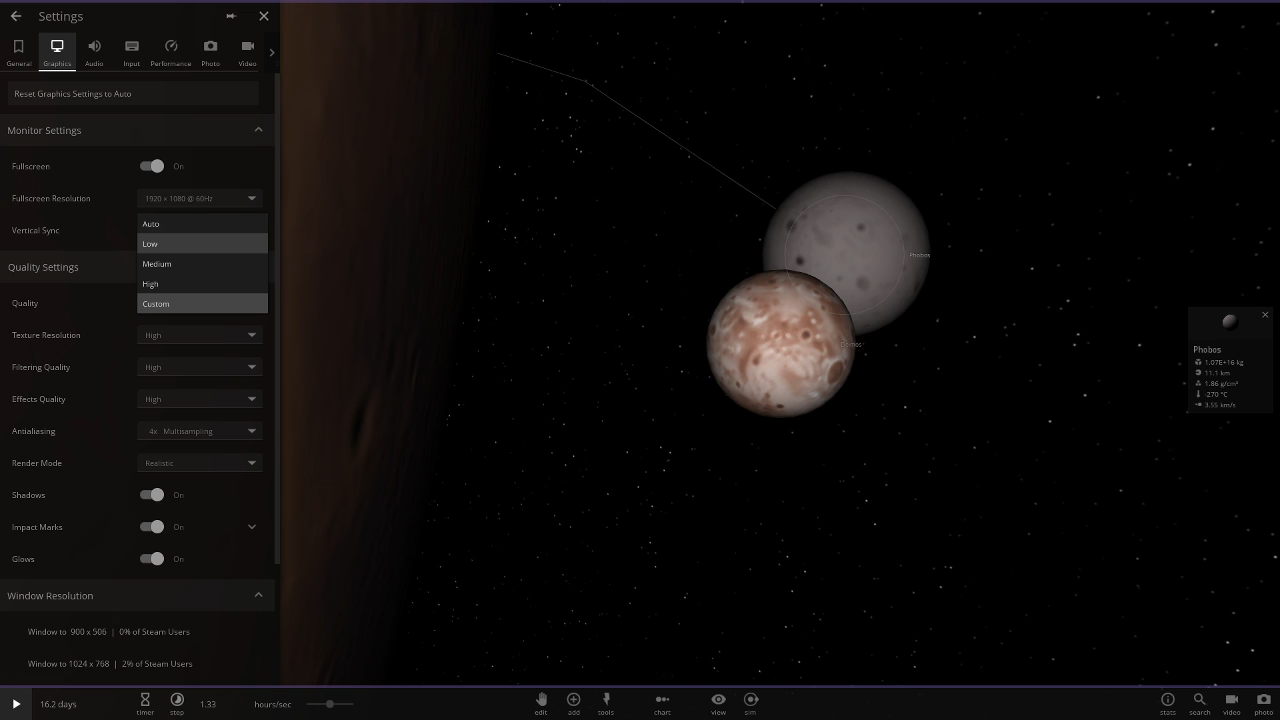 Settings
General Graphics Audio Input Performance Photo Video
Reset Graphics Settings to Auto
Monitor Settings
Fullscreen On
Fullscreen Resolution 1920 x 1080 @ 60Hz
Vertical Sync
Auto
Low
Medium
High
Custom
Quality Settings
Quality
Texture Resolution High
Filtering Quality High
Effects Quality High
Antialiasing 4x Multisampling
Render Mode Realistic
Shadows On
Impact Marks On
Glows On
Window Resolution
Window to 900 x 506 | 0% of Steam Users
Window to 1024 x 768 | 2% of Steam Users
Phobos
Phobos
1.07E+16 kg
11.1 km
1.86 g/cm³
-270 °C
3.55 km/s
16.2 days
timer
step
1.33
hours/sec
edit
add
tools
chart
view
sim
stats
search
video
photo